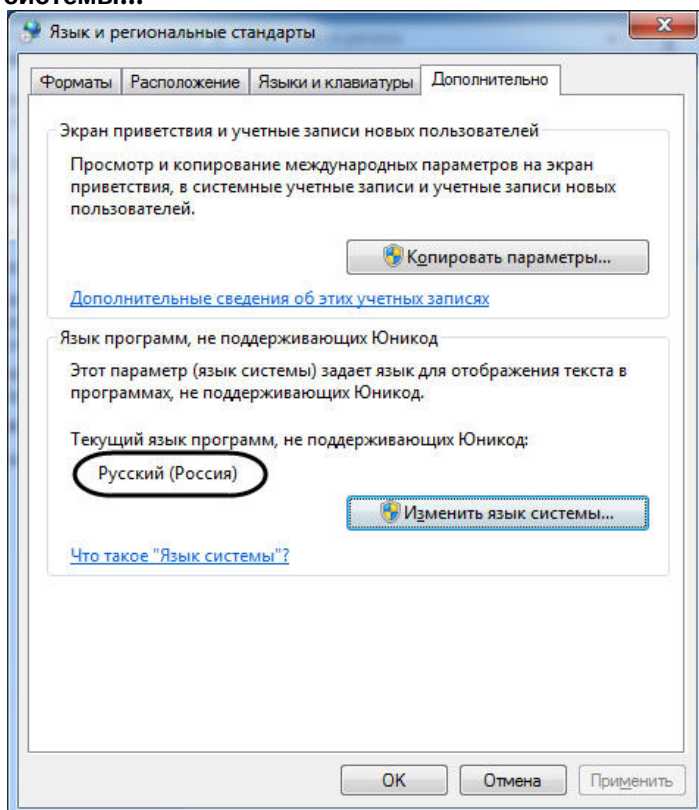 системы...
Язык и региональные стандарты
Форматы Расположение Языки и клавиатуры Дополнительно
Экран приветствия и учетные записи новых пользователей
Просмотр и копирование международных параметров на экран
приветствия, в системные учетные записи и учетные записи новых
пользователей.
Копировать параметры...
Дополнительные сведения об этих учетных записях
Язык программ, не поддерживающих Юникод
Этот параметр (язык системы) задает язык для отображения текста в
программах, не поддерживающих Юникод.
Текущий язык программ, не поддерживающих Юникод:
Русский (Россия)
Изменить язык системы...
Что такое "Язык системы"?
OK Отмена Применить